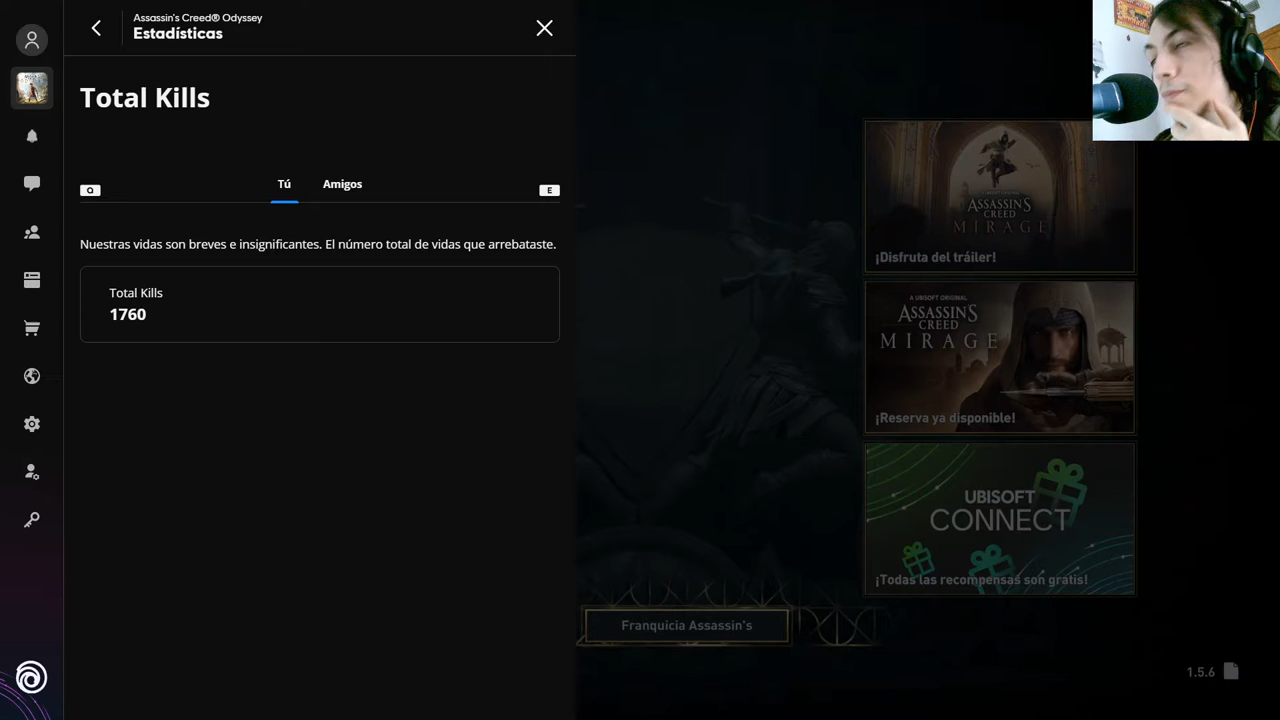 Assassin's Creed® Odyssey
Estadísticas
Total Kills
Q
Tú
Amigos
E
Nuestras vidas son breves e insignificantes. El número total de vidas que arrebataste.
Total Kills
1760
ASSASSIN'S
CREED
MIRAGE
¡Disfruta del tráiler!
A UBISOFT ORIGINAL
ASSASSIN'S
CREED
MIRAGE
¡Reserva ya disponible!
UBISOFT
CONNECT
¡Todas las recompensas son gratis!
Franquicia Assassin's
1.5.6